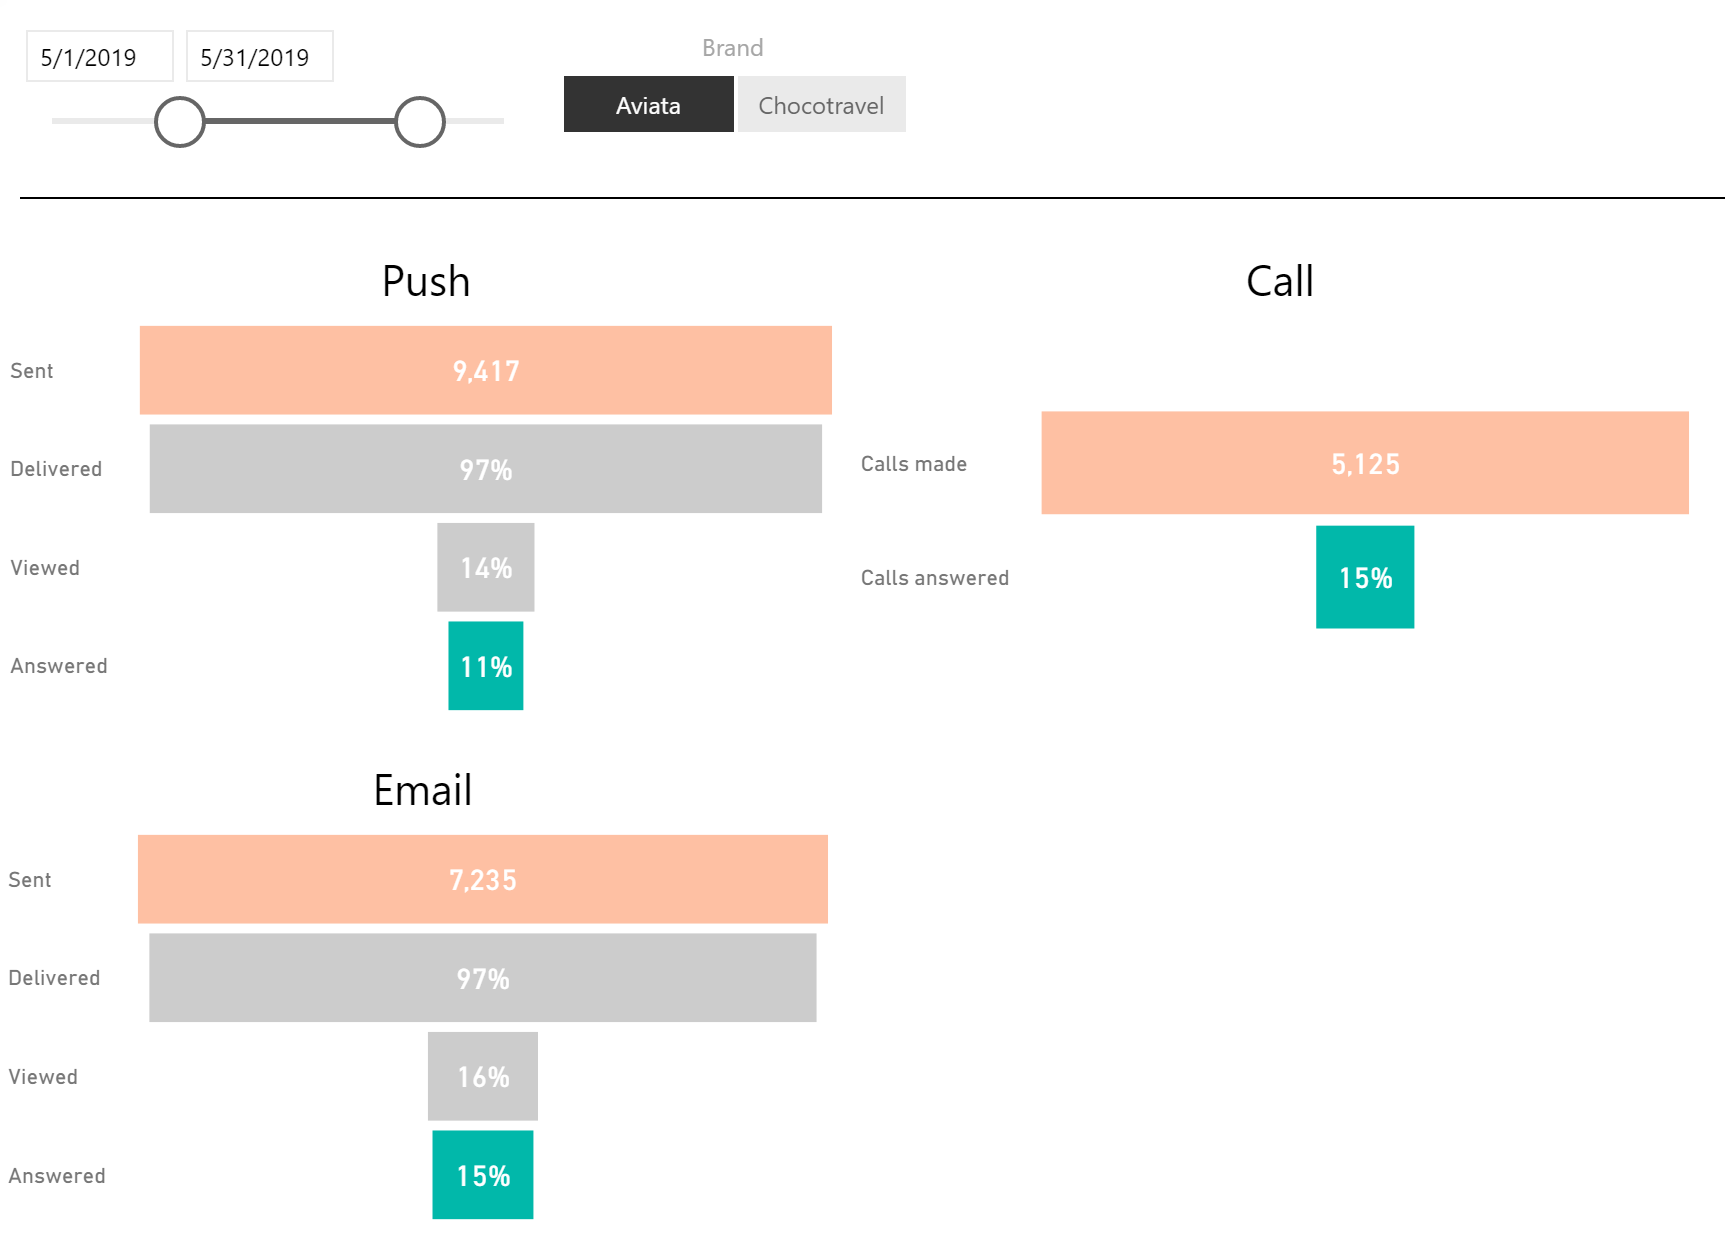 5/1/2019 5/31/2019
Brand
Aviata Chocotravel
Push
Sent 9,417
Delivered 97%
Viewed 14%
Answered 11%
Call
Calls made 5,125
Calls answered 15%
Email
Sent 7,235
Delivered 97%
Viewed 16%
Answered 15%